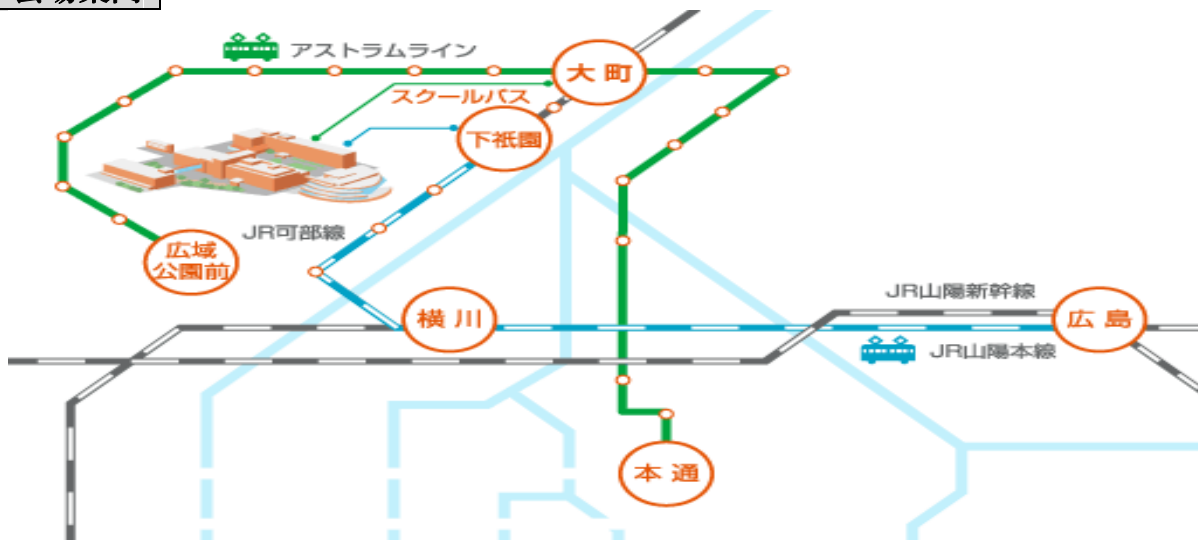 アストラムライン
大町
スクールバス
下祇園
JR可部線
広域
公園前
JR山陽新幹線
横川
広島
JR山陽本線
本通